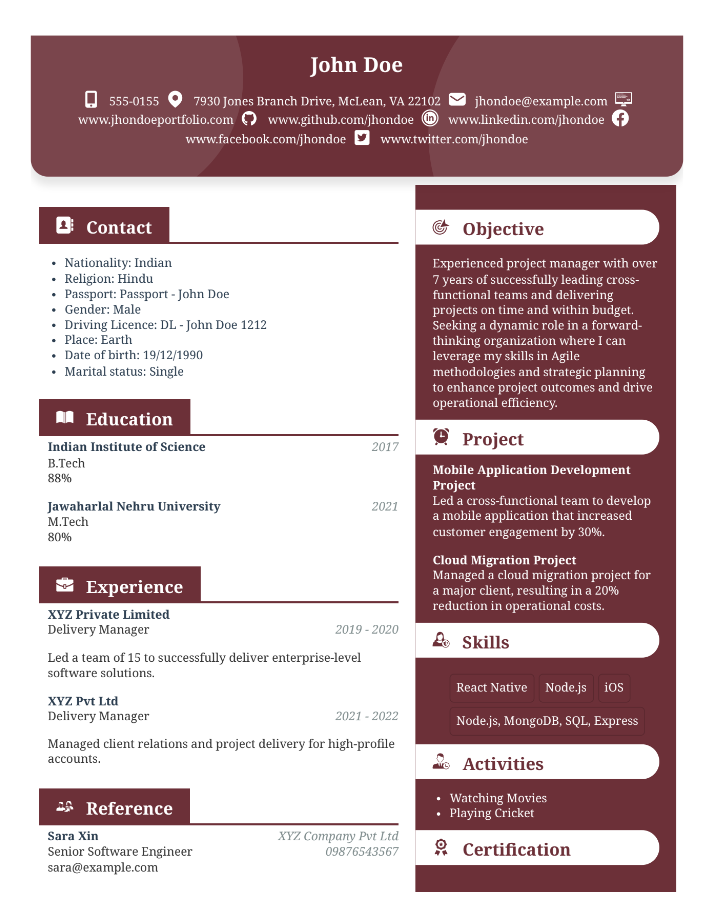 John Doe
555-0155 7930 Jones Branch Drive, McLean, VA 22102 jhondoe@example.com
www.jhondoeportfolio.com www.github.com/jhondoe www.linkedin.com/jhondoe
www.facebook.com/jhondoe www.twitter.com/jhondoe
Contact
• Nationality: Indian
• Religion: Hindu
• Passport: Passport - John Doe
• Gender: Male
• Driving Licence: DL - John Doe 1212
• Place: Earth
• Date of birth: 19/12/1990
• Marital status: Single
Education
Indian Institute of Science 2017
B.Tech
88%
Jawaharlal Nehru University 2021
M.Tech
80%
Experience
XYZ Private Limited
Delivery Manager 2019 - 2020
Led a team of 15 to successfully deliver enterprise-level
software solutions.
XYZ Pvt Ltd
Delivery Manager 2021 - 2022
Managed client relations and project delivery for high-profile
accounts.
Reference
Sara Xin XYZ Company Pvt Ltd
Senior Software Engineer 09876543567
sara@example.com
Objective
Experienced project manager with over
7 years of successfully leading cross-
functional teams and delivering
projects on time and within budget.
Seeking a dynamic role in a forward-
thinking organization where I can
leverage my skills in Agile
methodologies and strategic planning
to enhance project outcomes and drive
operational efficiency.
Project
Mobile Application Development
Project
Led a cross-functional team to develop
a mobile application that increased
customer engagement by 30%.
Cloud Migration Project
Managed a cloud migration project for
a major client, resulting in a 20%
reduction in operational costs.
Skills
React Native Node.js iOS
Node.js, MongoDB, SQL, Express
Activities
• Watching Movies
• Playing Cricket
Certification